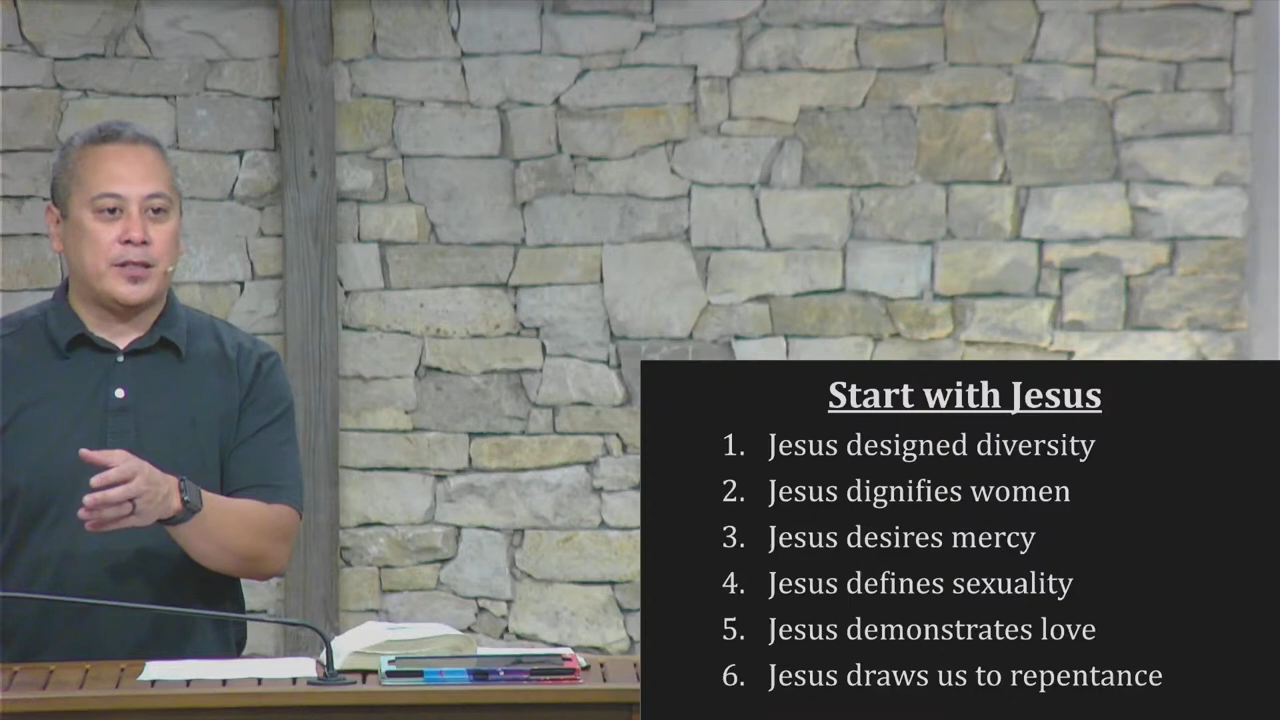 Start with Jesus
1. Jesus designed diversity
2. Jesus dignifies women
3. Jesus desires mercy
4. Jesus defines sexuality
5. Jesus demonstrates love
6. Jesus draws us to repentance